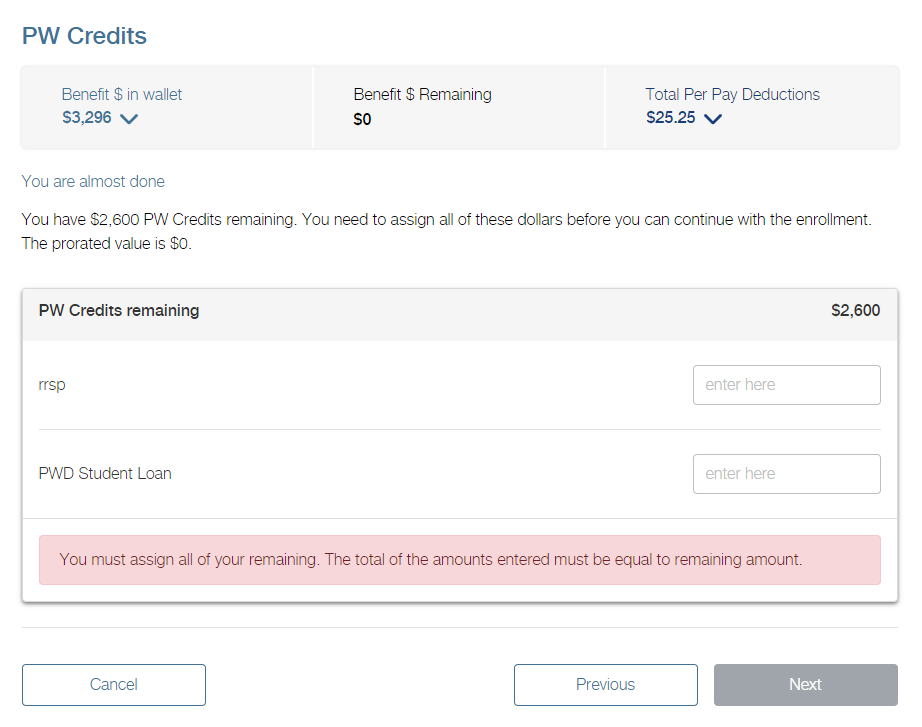 PW Credits
Benefit $ in wallet
$3,296
Benefit $ Remaining
$0
Total Per Pay Deductions
$25.25
You are almost done
You have $2,600 PW Credits remaining. You need to assign all of these dollars before you can continue with the enrollment.
The prorated value is $0.
PW Credits remaining $2,600
rrsp enter here
PWD Student Loan enter here
You must assign all of your remaining. The total of the amounts entered must be equal to remaining amount.
Cancel Previous Next